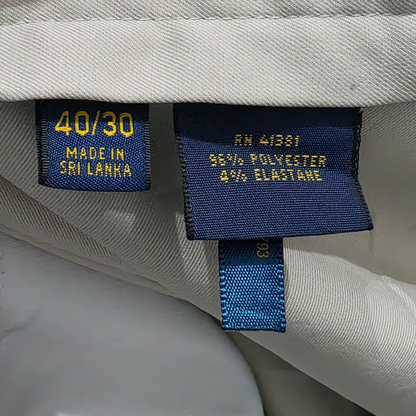 40/30
MADE IN
SRI LANKA
RN 41381
96% POLYESTER
4% ELASTANE